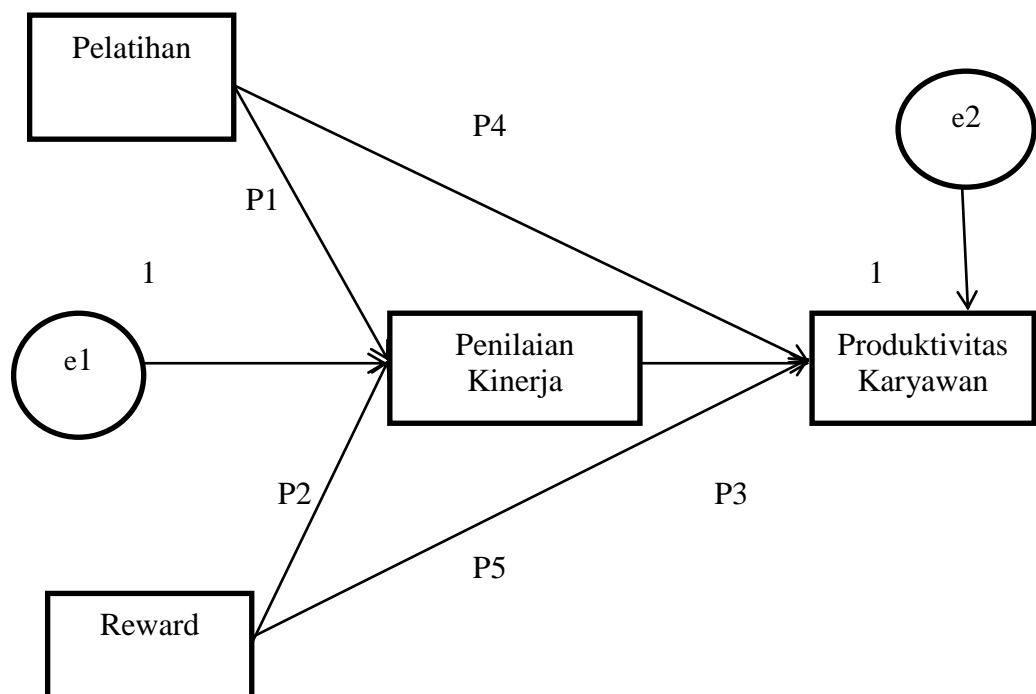 Pelatihan
P4
e2
P1
1
1
e1
Penilaian
Kinerja
Produktivitas
Karyawan
P2
P3
P5
Reward